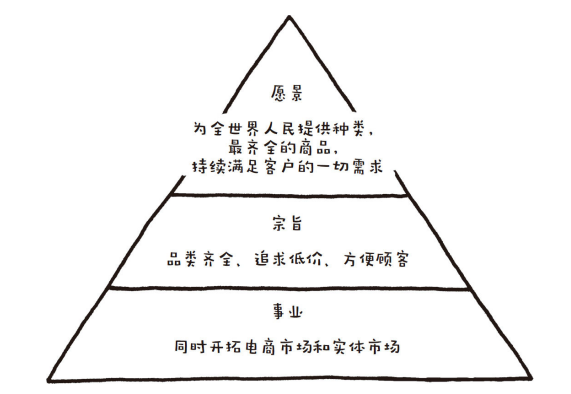 愿景
为全世界人民提供种类,
最齐全的商品,
持续满足客户的一切需求
宗旨
品类齐全、追求低价、方便顾客
事业
同时开拓电商市场和实体市场